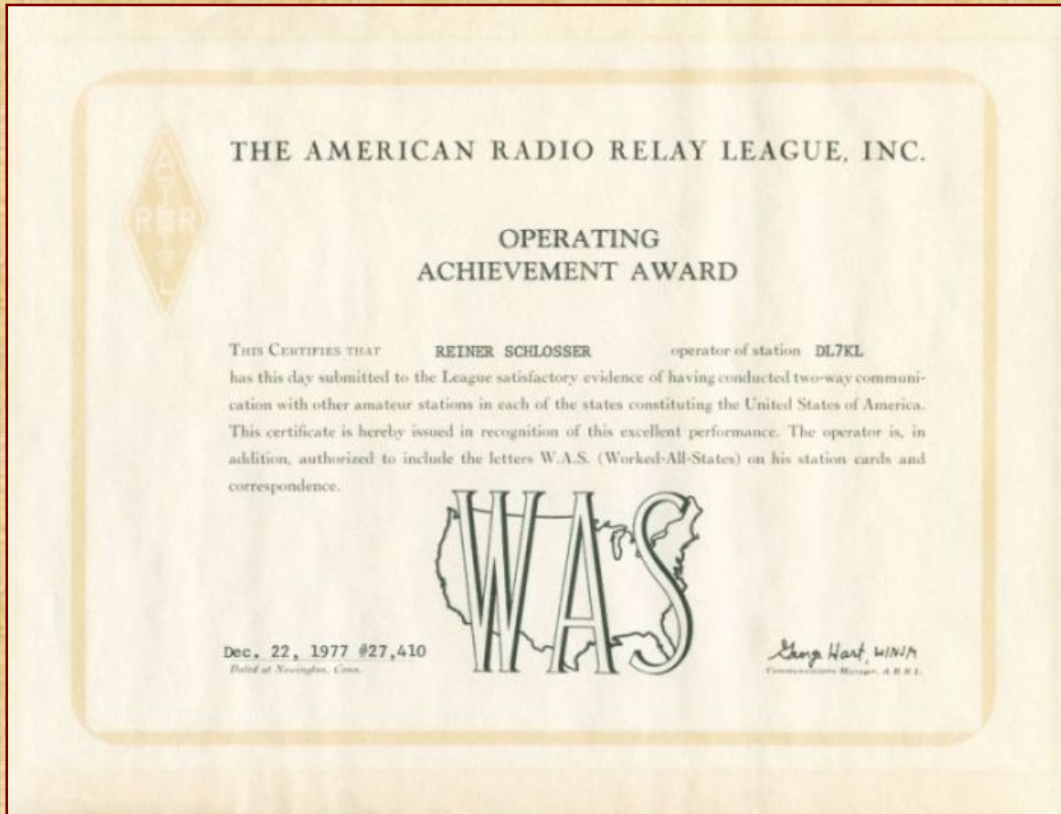 THE AMERICAN RADIO RELAY LEAGUE, INC.
OPERATING
ACHIEVEMENT AWARD
THIS CERTIFIES THAT REINER SCHLOSSER operator of station DL7KL
has this day submitted to the League satisfactory evidence of having conducted two-way communi-
cation with other amateur stations in each of the states constituting the United States of America.
This certificate is hereby issued in recognition of this excellent performance. The operator is, in
addition, authorized to include the letters W.A.S. (Worked-All-States) on his station cards and
correspondence.
WAS
Dec. 22, 1977 #27,410
Dated at Newington, Conn.
George Hart, W1NJM
Communications Manager, A.R.R.L.